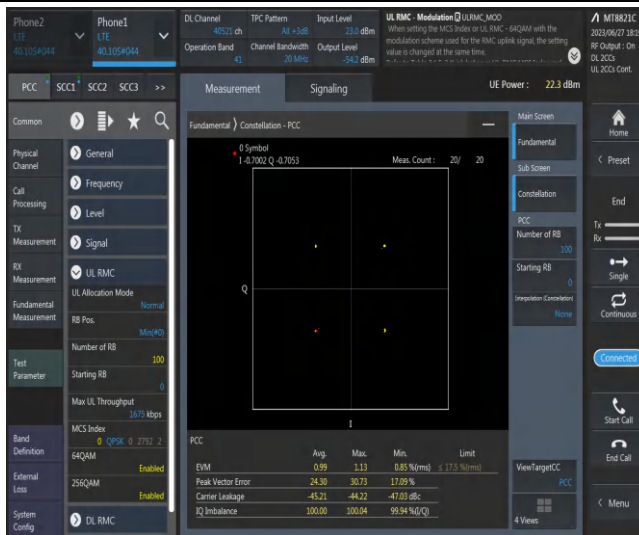 Phone2
LTE
40.105#044
Phone1
LTE
40.105#044
DL Channel
40521 ch
TPC Pattern
Alt +3dB
Input Level
23.0 dBm
Operation Band
41
Channel Bandwidth
20 MHz
Output Level
-54.2 dBm
UL RMC - Modulation ULRMC_MOD
When setting the MCS Index or UL RMC - 64QAM with the
modulation scheme used for the RMC uplink signal, the setting
value is changed at the same time.
MT8821C
2023/06/27 18:19
RF Output : On
DL 2CCs
UL 2CCs Cont.
PCC
SCC1
SCC2
SCC3
>>
Measurement
Signaling
UE Power : 22.3 dBm
Common
Physical
Channel
Call
Processing
TX
Measurement
RX
Measurement
Fundamental
Measurement
Test
Parameter
Band
Definition
External
Loss
System
Config
General
Frequency
Level
Signal
UL RMC
UL Allocation Mode
Normal
RB Pos.
Min(#0)
Number of RB
100
Starting RB
0
Max UL Throughput
1675 kbps
MCS Index
0 QPSK 0 2792 2
64QAM
Enabled
256QAM
Enabled
DL RMC
Fundamental
Constellation - PCC
0 Symbol
I -0.7002 Q -0.7053
Meas. Count : 20/ 20
Q
I
PCC
Avg. Max. Min. Limit
EVM 0.99 1.13 0.85 %(rms) ≤ 17.5 %(rms)
Peak Vector Error 24.30 30.73 17.09 %
Carrier Leakage -45.21 -44.22 -47.03 dBc
IQ Imbalance 100.00 100.04 99.94 %(I/Q)
Main Screen
Fundamental
Sub Screen
Constellation
PCC
Number of RB
100
Starting RB
0
Interpolation (Constellation)
None
ViewTargetCC
PCC
4 Views
Home
< Preset
End
Tx
Rx
Single
Continuous
Connected
Start Call
End Call
< Menu